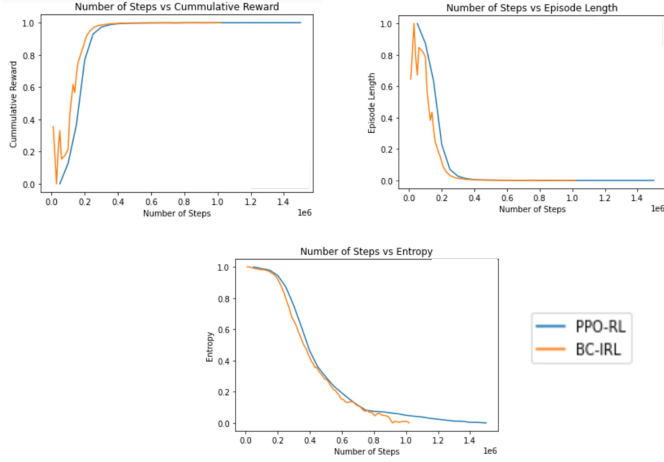 Number of Steps vs Cummulative Reward
1.0
0.8
0.6
0.4
0.2
0.0
Cummulative Reward
0.0 0.2 0.4 0.6 0.8 1.0 1.2 1.4
1e6
Number of Steps
Number of Steps vs Episode Length
1.0
0.8
0.6
0.4
0.2
0.0
Episode Length
0.0 0.2 0.4 0.6 0.8 1.0 1.2 1.4
1e6
Number of Steps
Number of Steps vs Entropy
1.0
0.8
0.6
0.4
0.2
0.0
Entropy
0.0 0.2 0.4 0.6 0.8 1.0 1.2 1.4
1e6
Number of Steps
PPO-RL
BC-IRL